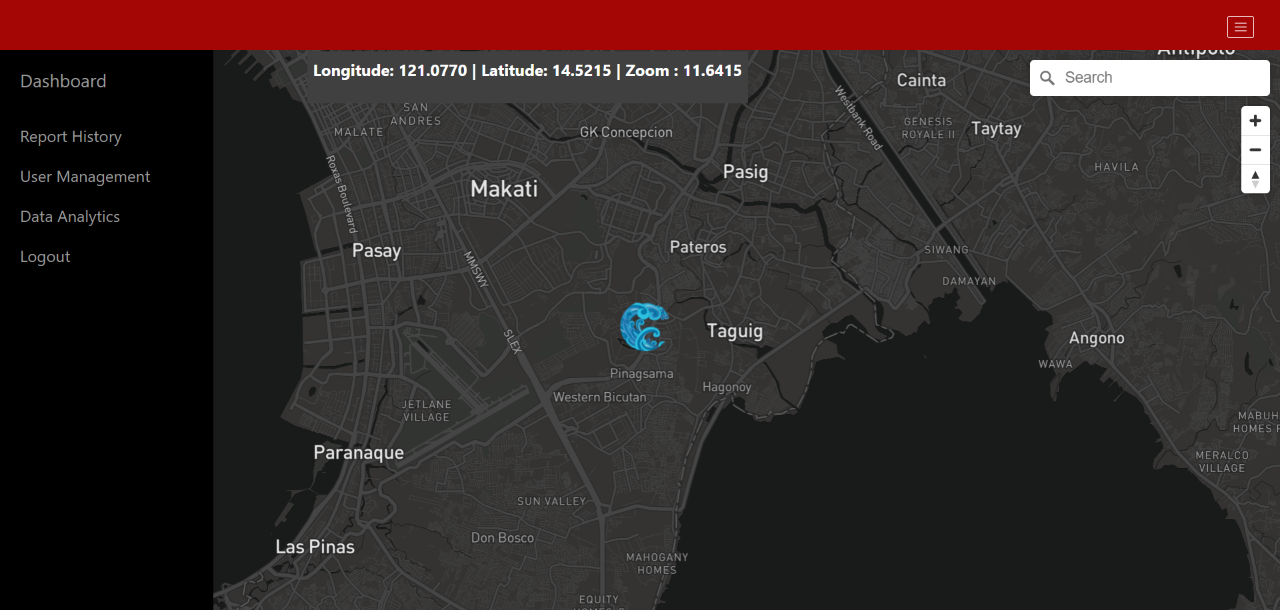 Dashboard
Report History
User Management
Data Analytics
Logout
Longitude: 121.0770 | Latitude: 14.5215 | Zoom : 11.6415
Search
Antipolo
Cainta
SAN
ANDRES
MALATE
GK Concepcion
Westbank Road
GENESIS
ROYALE II
Taytay
HAVILA
Roxas Boulevard
Makati
Pasig
Pasay
MMSWY
Pateros
SIWANG
DAMAYAN
SLEX
Taguig
Angono
WAWA
Pinagsama
Hagonoy
Western Bicutan
JETLANE
VILLAGE
MABUH
HOMES
Paranaque
MERALCO
VILLAGE
SUN VALLEY
Don Bosco
Las Pinas
MAHOGANY
HOMES
EQUITY